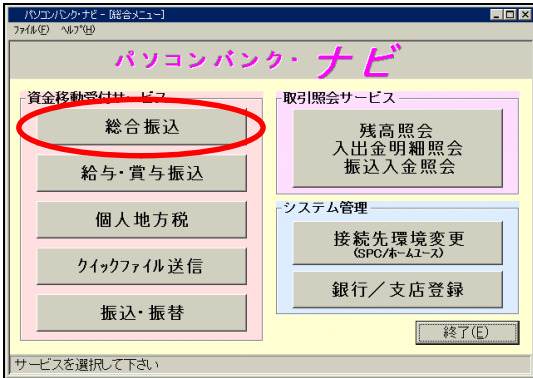 パソコンバンク・ナビ - [総合メニュー]
ファイル(F) ヘルプ(H)
パソコンバンク・ナビ
資金移動受付サービス
総合振込
給与・賞与振込
個人地方税
クイックファイル送信
振込・振替
取引照会サービス
残高照会
入出金明細照会
振込入金照会
システム管理
接続先環境変更
(SPC/ホームユース)
銀行／支店登録
終了(E)
サービスを選択して下さい